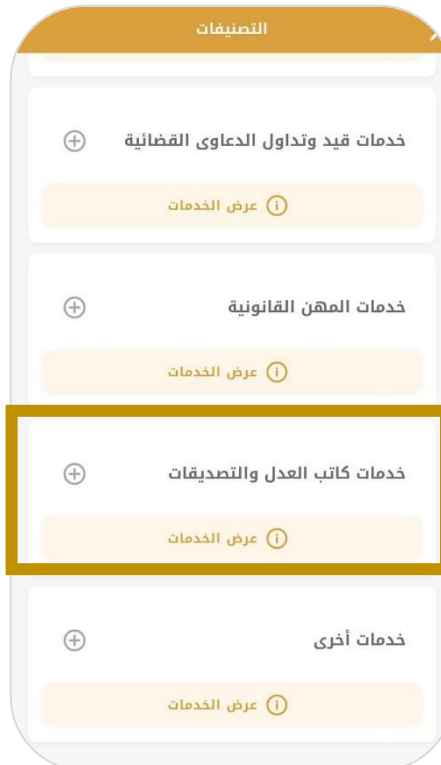 التصنيفات
خدمات قيد وتداول الدعاوى القضائية
عرض الخدمات
خدمات المهن القانونية
عرض الخدمات
خدمات كاتب العدل والتصديقات
عرض الخدمات
خدمات أخرى
عرض الخدمات